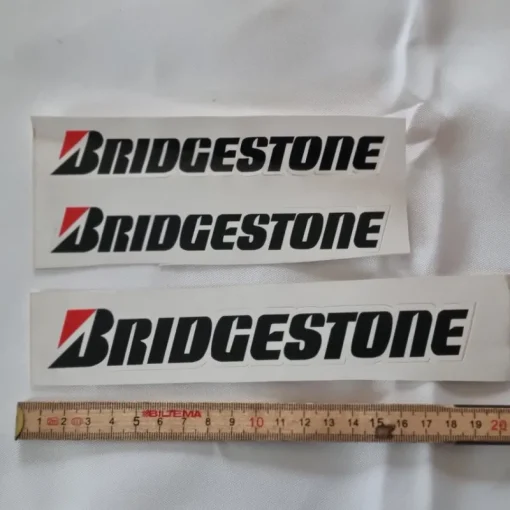 BRIDGESTONE
BRIDGESTONE
BRIDGESTONE
BILTEMA
1 2 3 4 5 6 7 8 9 10 11 12 13 14 15 16 17 18 19 20